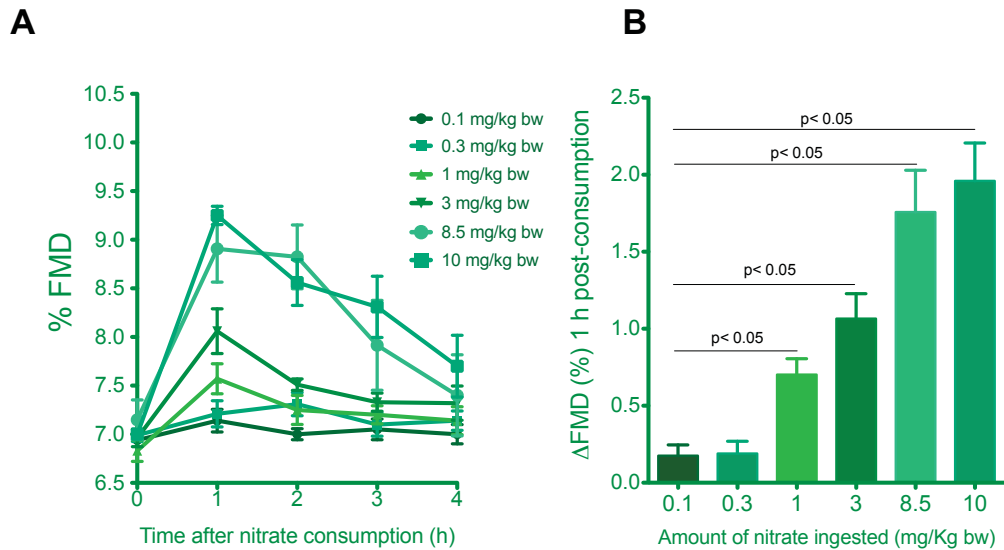 A
% FMD
10.5
10.0
9.5
9.0
8.5
8.0
7.5
7.0
6.5
0 1 2 3 4
Time after nitrate consumption (h)
0.1 mg/kg bw
0.3 mg/kg bw
1 mg/kg bw
3 mg/kg bw
8.5 mg/kg bw
10 mg/kg bw
B
ΔFMD (%) 1 h post-consumption
2.5
2.0
1.5
1.0
0.5
0.0
p< 0.05
p< 0.05
p< 0.05
p< 0.05
0.1 0.3 1 3 8.5 10
Amount of nitrate ingested (mg/Kg bw)